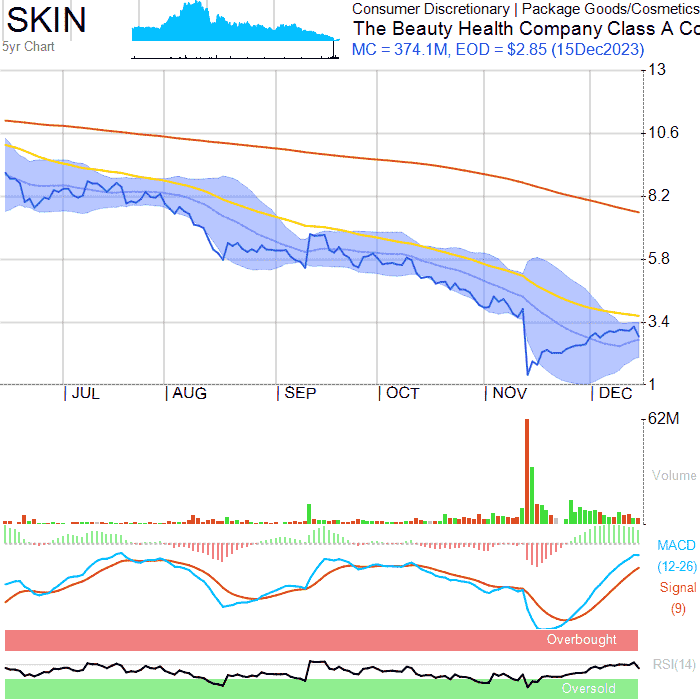 SKIN
5yr Chart
Consumer Discretionary | Package Goods/Cosmetics
The Beauty Health Company Class A Co
MC = 374.1M, EOD = $2.85 (15Dec2023)
13
10.6
8.2
5.8
3.4
1
JUL AUG SEP OCT NOV DEC
62M
Volume
MACD
(12-26)
Signal
(9)
Overbought
RSI(14)
Oversold